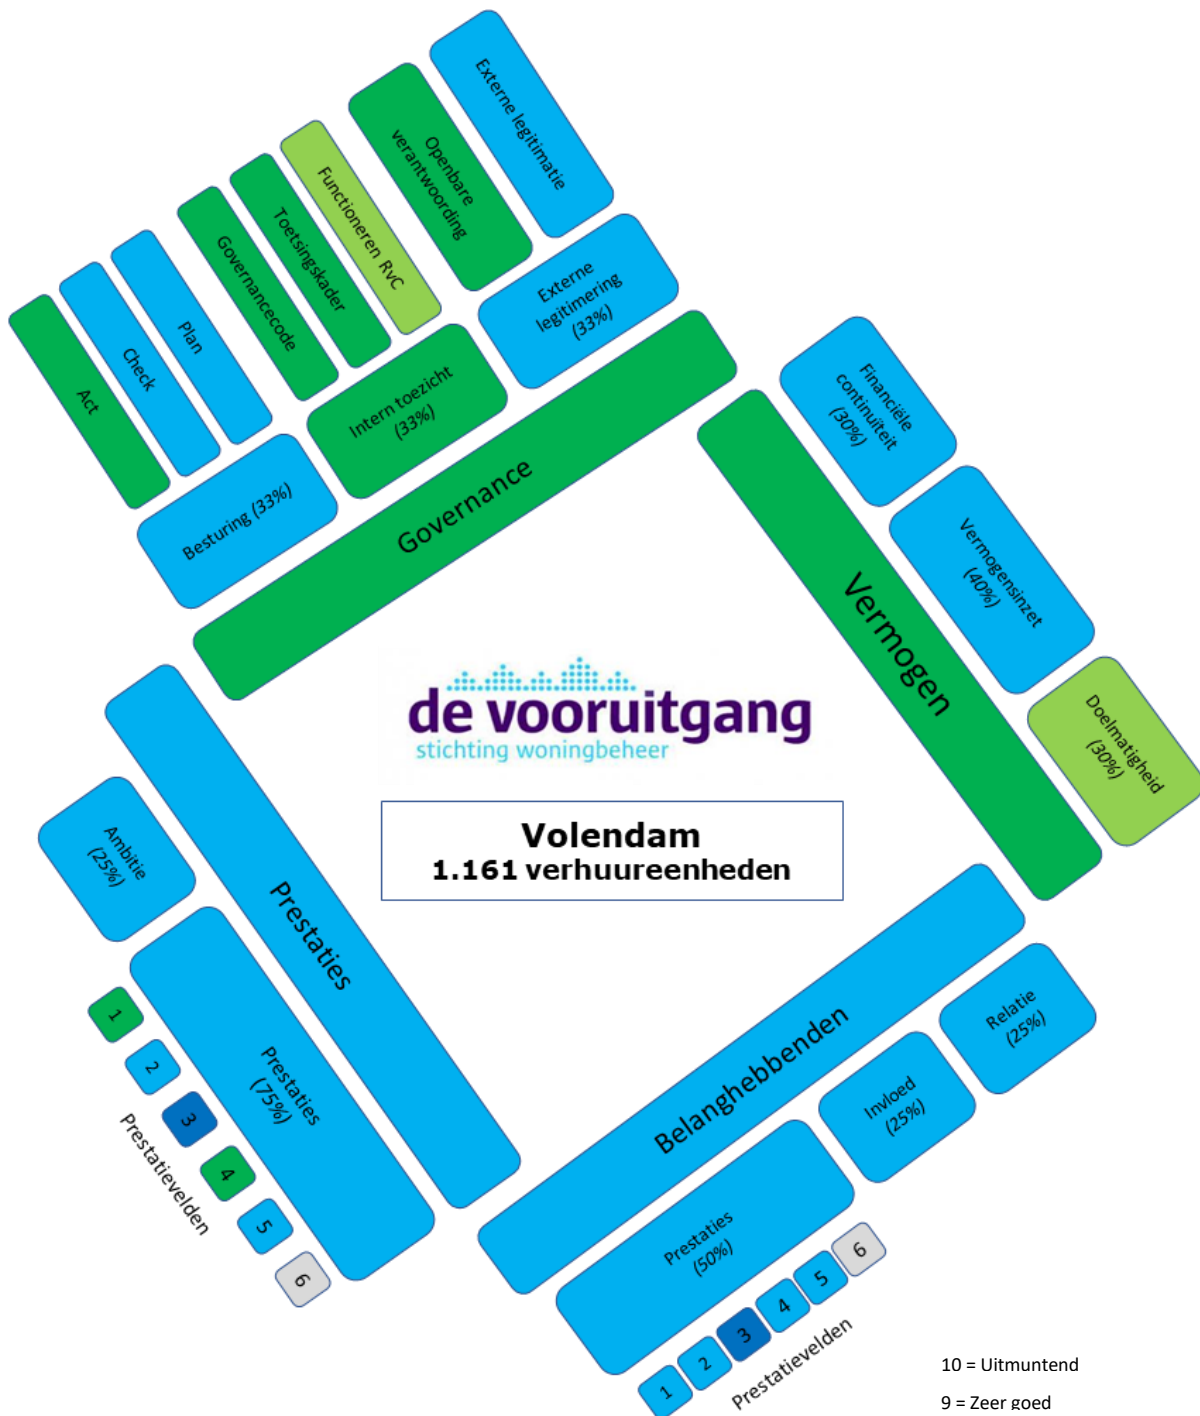 Externe legitimatie
Openbare
verantwoording
Functioneren RvC
Toetsingskader
Governancecode
Plan
Check
Act
Externe
legitimering
(33%)
Intern toezicht
(33%)
Besturing (33%)
Governance
Financiële
continuïteit
(30%)
Vermogensinzet
(40%)
Doelmatigheid
(30%)
Vermogen
de vooruitgang
stichting woningbeheer
Volendam
1.161 verhuureenheden
Ambitie
(25%)
Prestaties
(75%)
Prestaties
1
2
3
4
5
6
Prestatievelden
Belanghebbenden
Relatie
(25%)
Invloed
(25%)
Prestaties
(50%)
1
2
3
4
5
6
Prestatievelden
10 = Uitmuntend
9 = Zeer goed